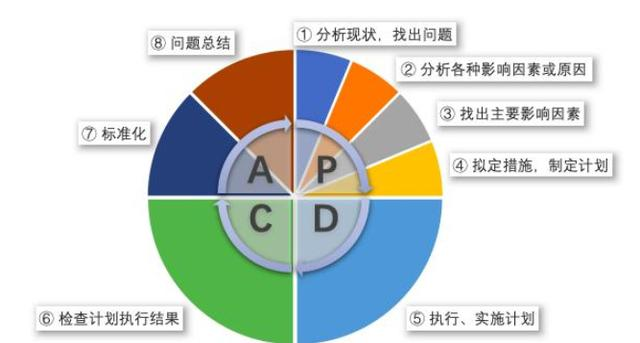 ① 分析现状，找出问题
② 分析各种影响因素或原因
③ 找出主要影响因素
④ 拟定措施，制定计划
⑤ 执行、实施计划
⑥ 检查计划执行结果
⑦ 标准化
⑧ 问题总结
A P
C D